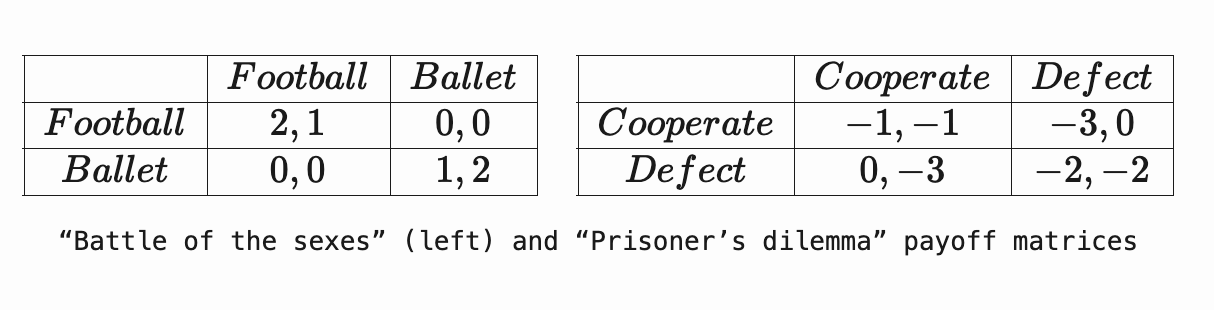 Football Ballet
Football 2, 1 0, 0
Ballet 0, 0 1, 2
Cooperate Defect
Cooperate −1, −1 −3, 0
Defect 0, −3 −2, −2
“Battle of the sexes” (left) and “Prisoner’s dilemma” payoff matrices